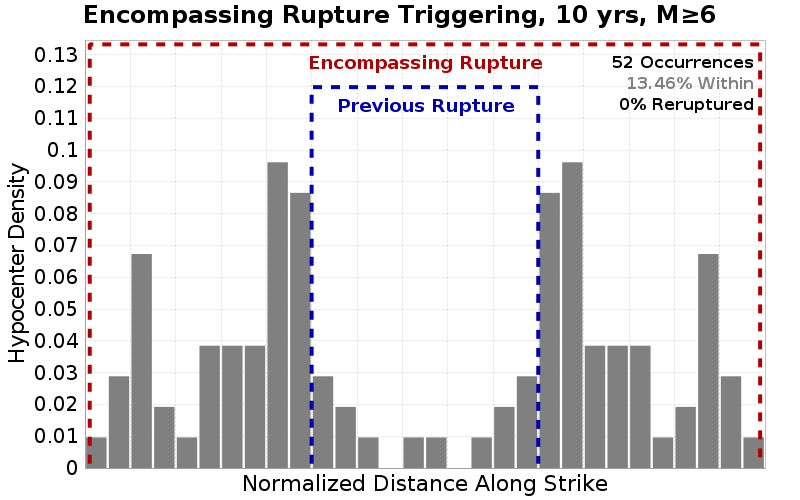 Encompassing Rupture Triggering, 10 yrs, M≥6
Encompassing Rupture
52 Occurrences
13.46% Within
0% Reruptured
Previous Rupture
Hypocenter Density
0.13
0.12
0.11
0.1
0.09
0.08
0.07
0.06
0.05
0.04
0.03
0.02
0.01
0
Normalized Distance Along Strike